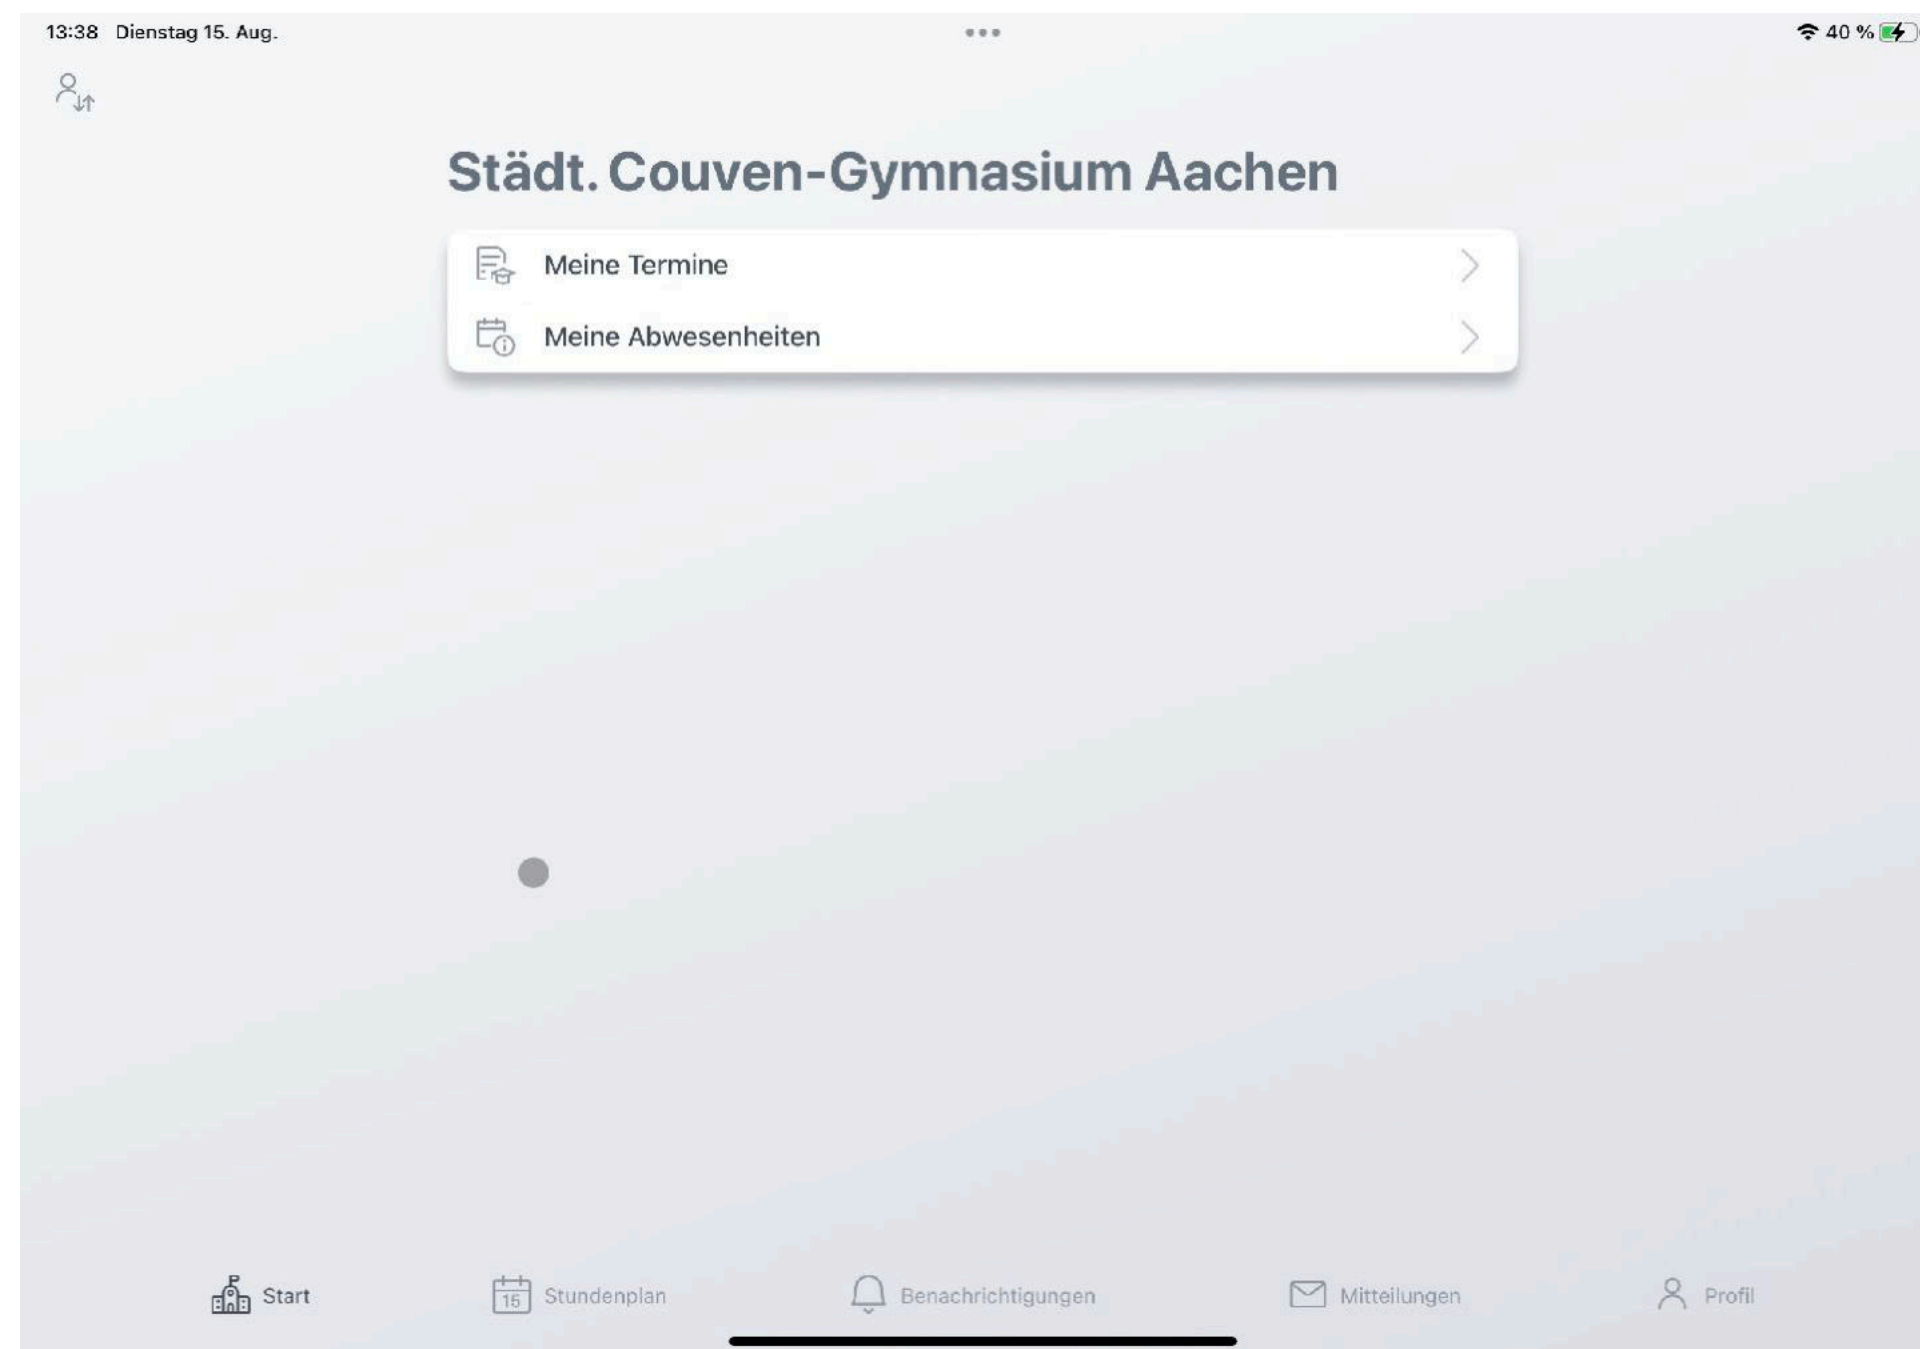 13:38 Dienstag 15. Aug.
40 %
Städt. Couven-Gymnasium Aachen
Meine Termine
Meine Abwesenheiten
Start
15
Stundenplan
Benachrichtigungen
Mitteilungen
Profil